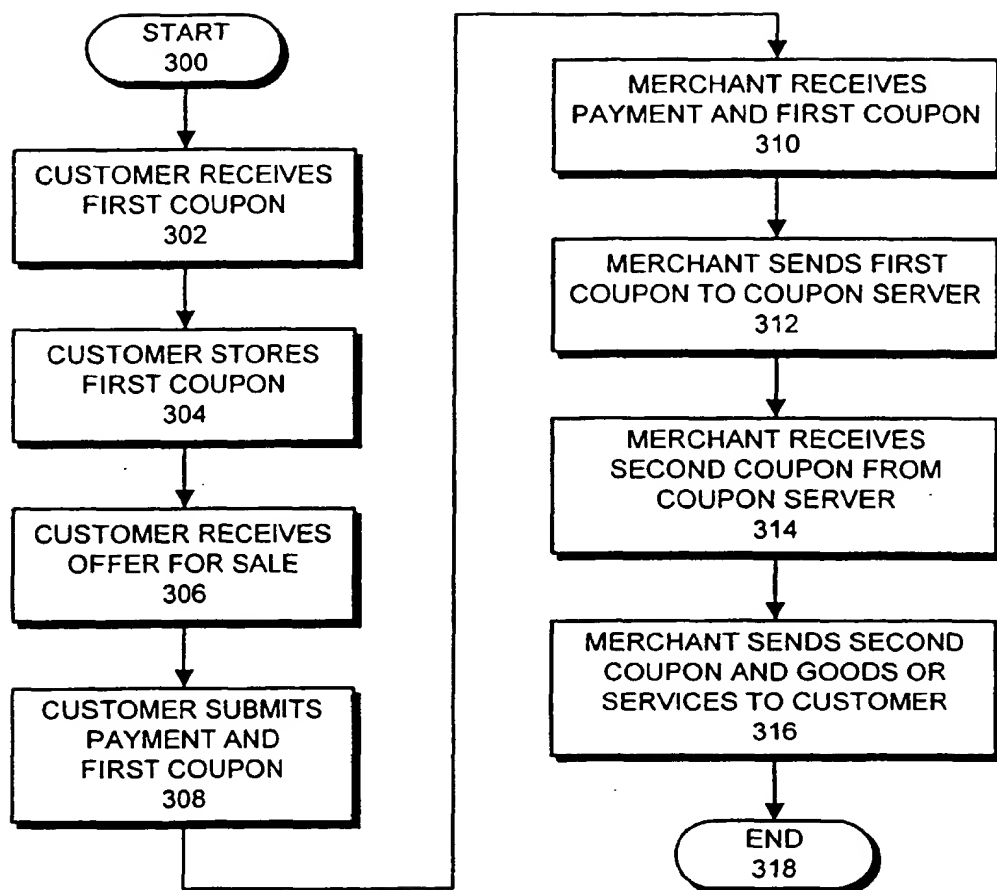 START
300
CUSTOMER RECEIVES
FIRST COUPON
302
CUSTOMER STORES
FIRST COUPON
304
CUSTOMER RECEIVES
OFFER FOR SALE
306
CUSTOMER SUBMITS
PAYMENT AND
FIRST COUPON
308
MERCHANT RECEIVES
PAYMENT AND FIRST COUPON
310
MERCHANT SENDS FIRST
COUPON TO COUPON SERVER
312
MERCHANT RECEIVES
SECOND COUPON FROM
COUPON SERVER
314
MERCHANT SENDS SECOND
COUPON AND GOODS OR
SERVICES TO CUSTOMER
316
END
318